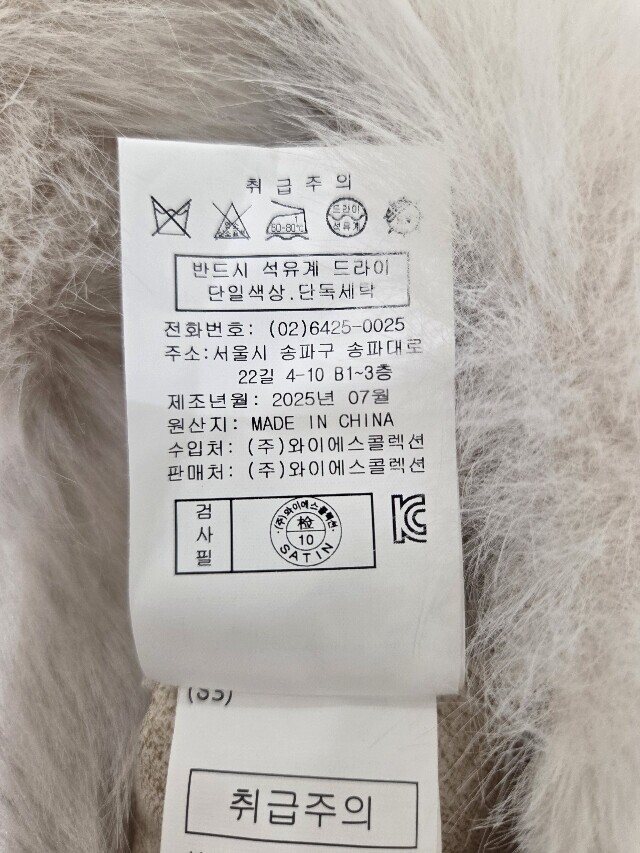 취급주의
60-80℃
드라이
석유계
반드시 석유계 드라이
단일색상.단독세탁
전화번호: (02)6425-0025
주소:서울시 송파구 송파대로
22길 4-10 B1~3층
제조년월: 2025년 07월
원산지: MADE IN CHINA
수입처: (주)와이에스콜렉션
판매처: (주)와이에스콜렉션
검사필
(주)와이에스콜렉션
検
10
SATIN
취급주의